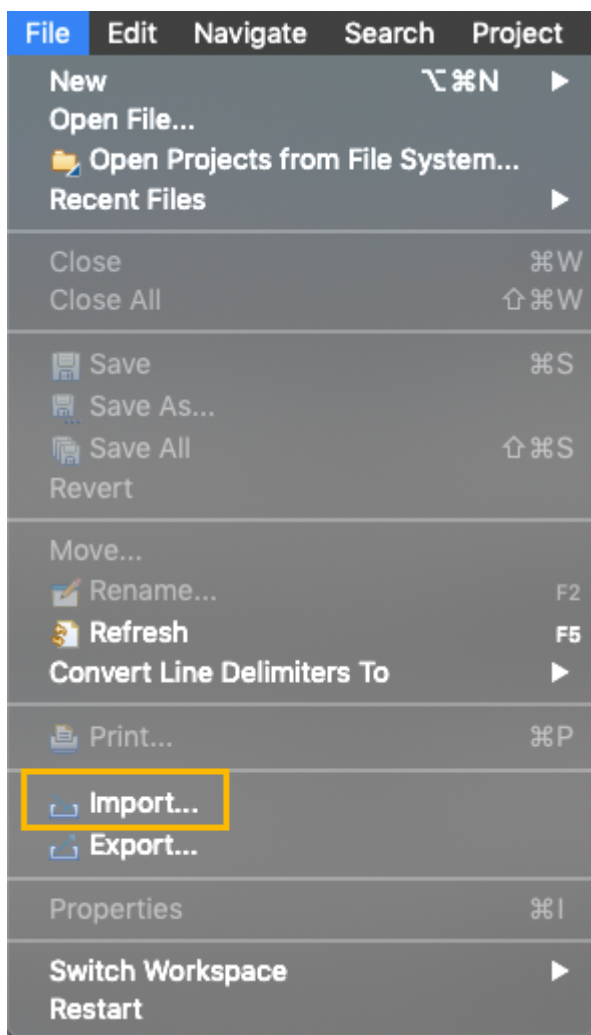 File Edit Navigate Search Project
New ⌥⌘N ▶
Open File...
Open Projects from File System...
Recent Files ▶
Close ⌘W
Close All ⇧⌘W
Save ⌘S
Save As...
Save All ⇧⌘S
Revert
Move...
Rename... F2
Refresh F5
Convert Line Delimiters To ▶
Print... ⌘P
Import...
Export...
Properties ⌘I
Switch Workspace ▶
Restart